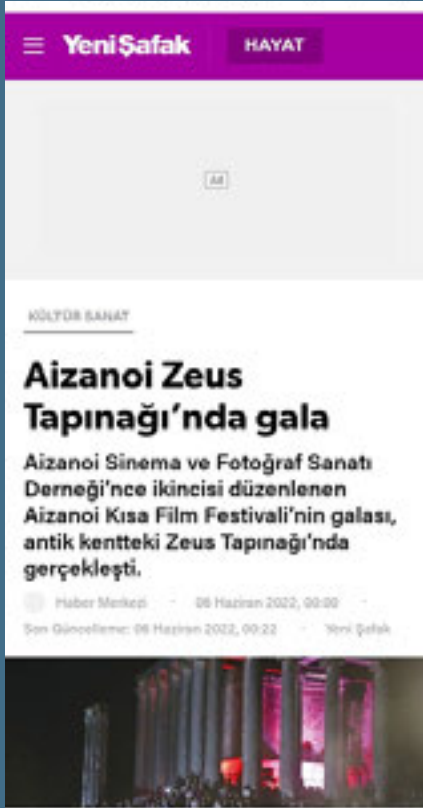 Yeni Şafak
HAYAT
Ad
KÜLTÜR SANAT
Aizanoi Zeus
Tapınağı'nda gala
Aizanoi Sinema ve Fotoğraf Sanatı
Derneği'nce ikincisi düzenlenen
Aizanoi Kısa Film Festivali'nin galası,
antik kentteki Zeus Tapınağı'nda
gerçekleşti.
Haber Merkezi · 06 Haziran 2022, 00:00 ·
Son Güncelleme: 06 Haziran 2022, 00:22 · Yeni Şafak